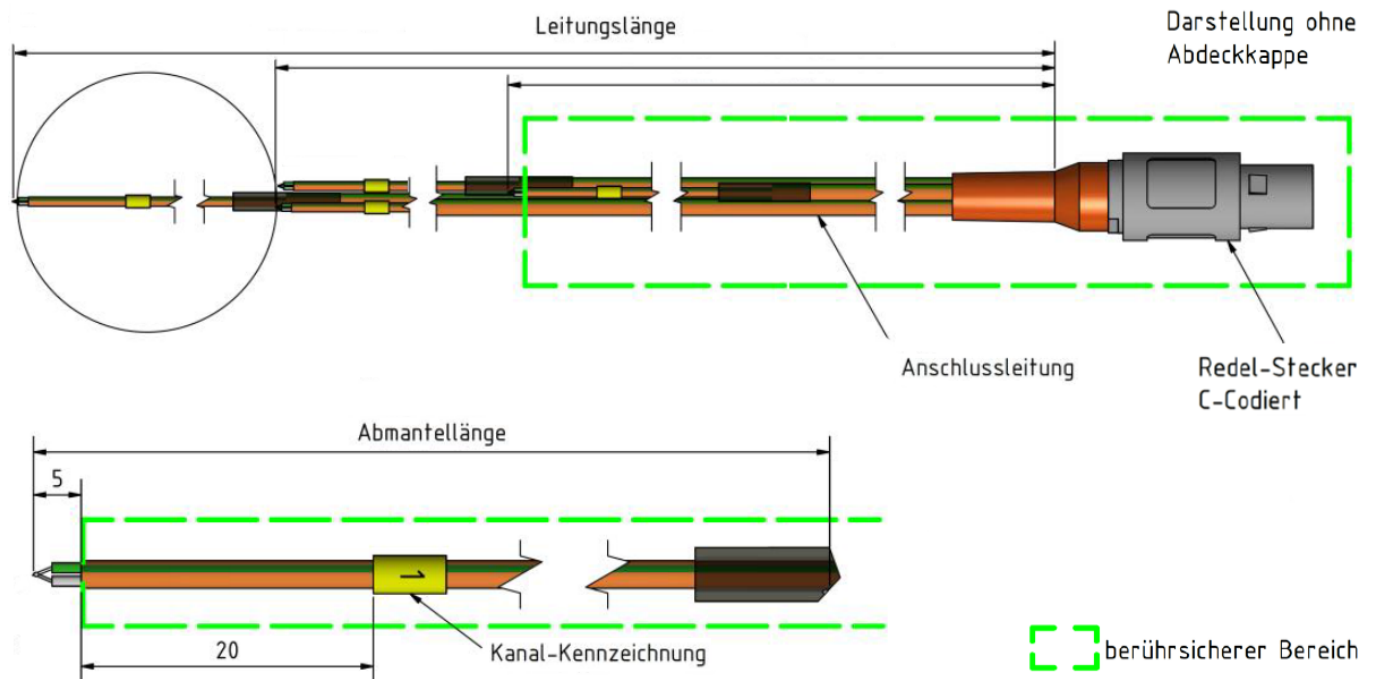 Leitungslänge
Darstellung ohne
Abdeckkappe
Anschlussleitung
Redel-Stecker
C-Codiert
Abmantellänge
5
1
20
Kanal-Kennzeichnung
berührsicherer Bereich